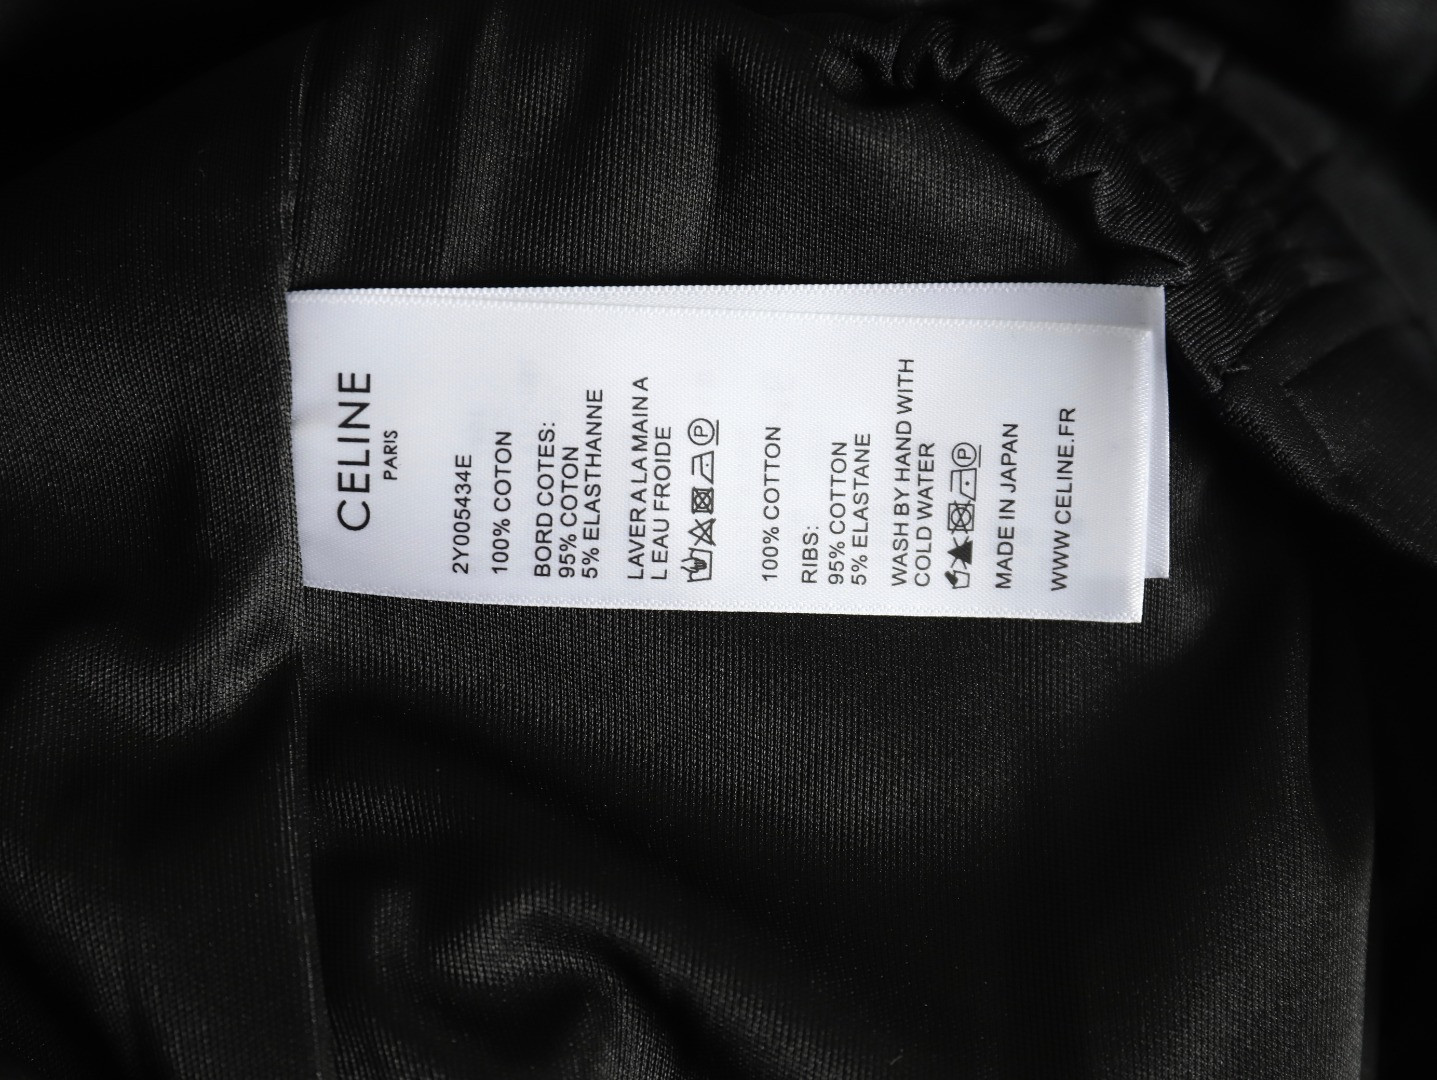 CELINE
PARIS
2Y005434E
100% COTON
BORD COTES:
95% COTON
5% ELASTHANNE
LAVER A LA MAIN A
L EAU FROIDE
P
100% COTTON
RIBS:
95% COTTON
5% ELASTANE
WASH BY HAND WITH
COLD WATER
P
MADE IN JAPAN
WWW.CELINE.FR